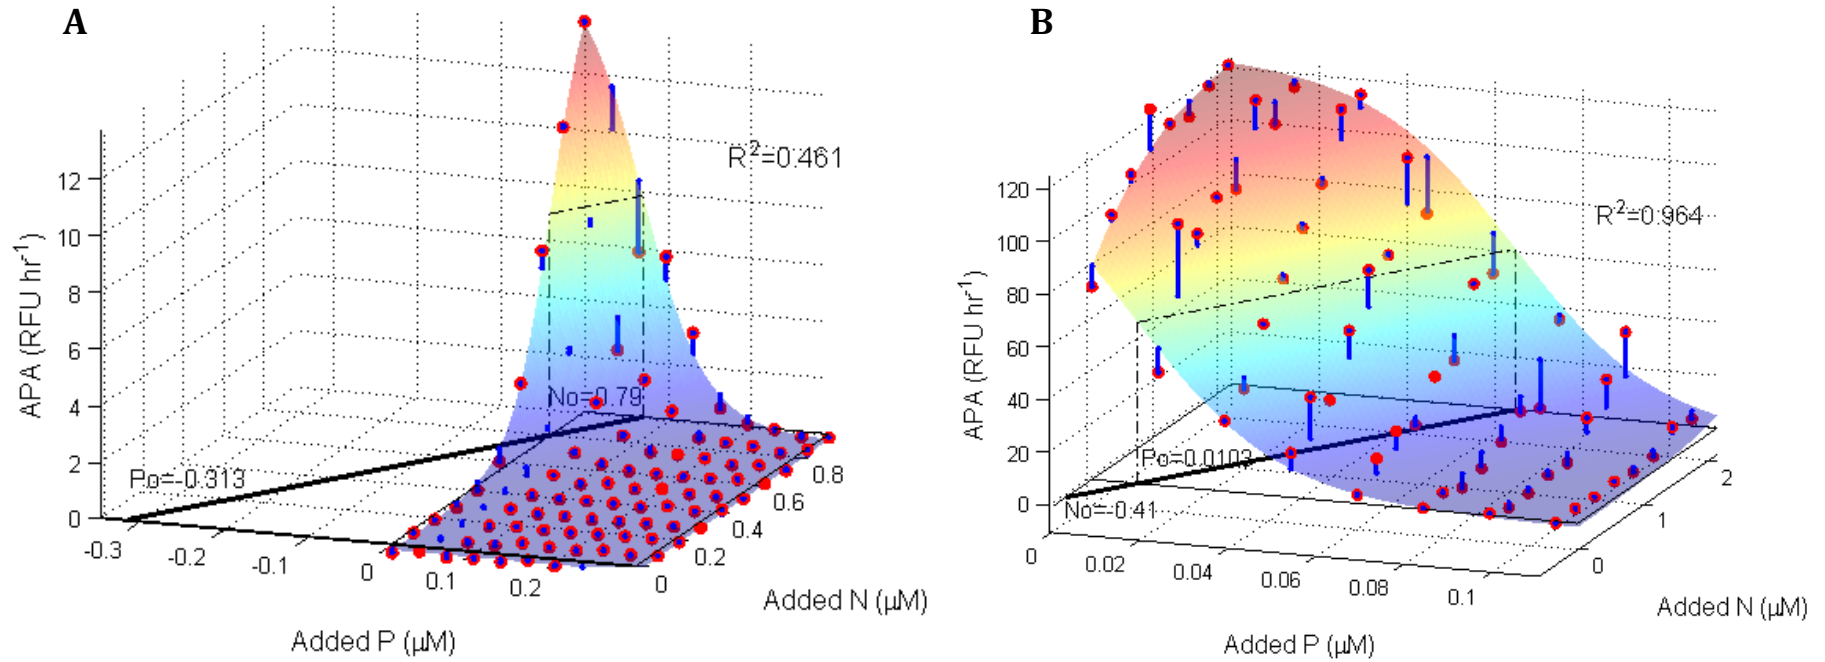 A
R²=0.461
12
10
8
6
4
2
0
APA (RFU hr⁻¹)
No=0.79
Po=-0.313
-0.3
-0.2
-0.1
0
0.1
0.2
0
0.2
0.4
0.6
0.8
Added N (µM)
Added P (µM)
B
R²=0.964
120
100
80
60
40
20
0
APA (RFU hr⁻¹)
Po=0.0103
No=-0.41
0
0.02
0.04
0.06
0.08
0.1
0
1
2
Added N (µM)
Added P (µM)